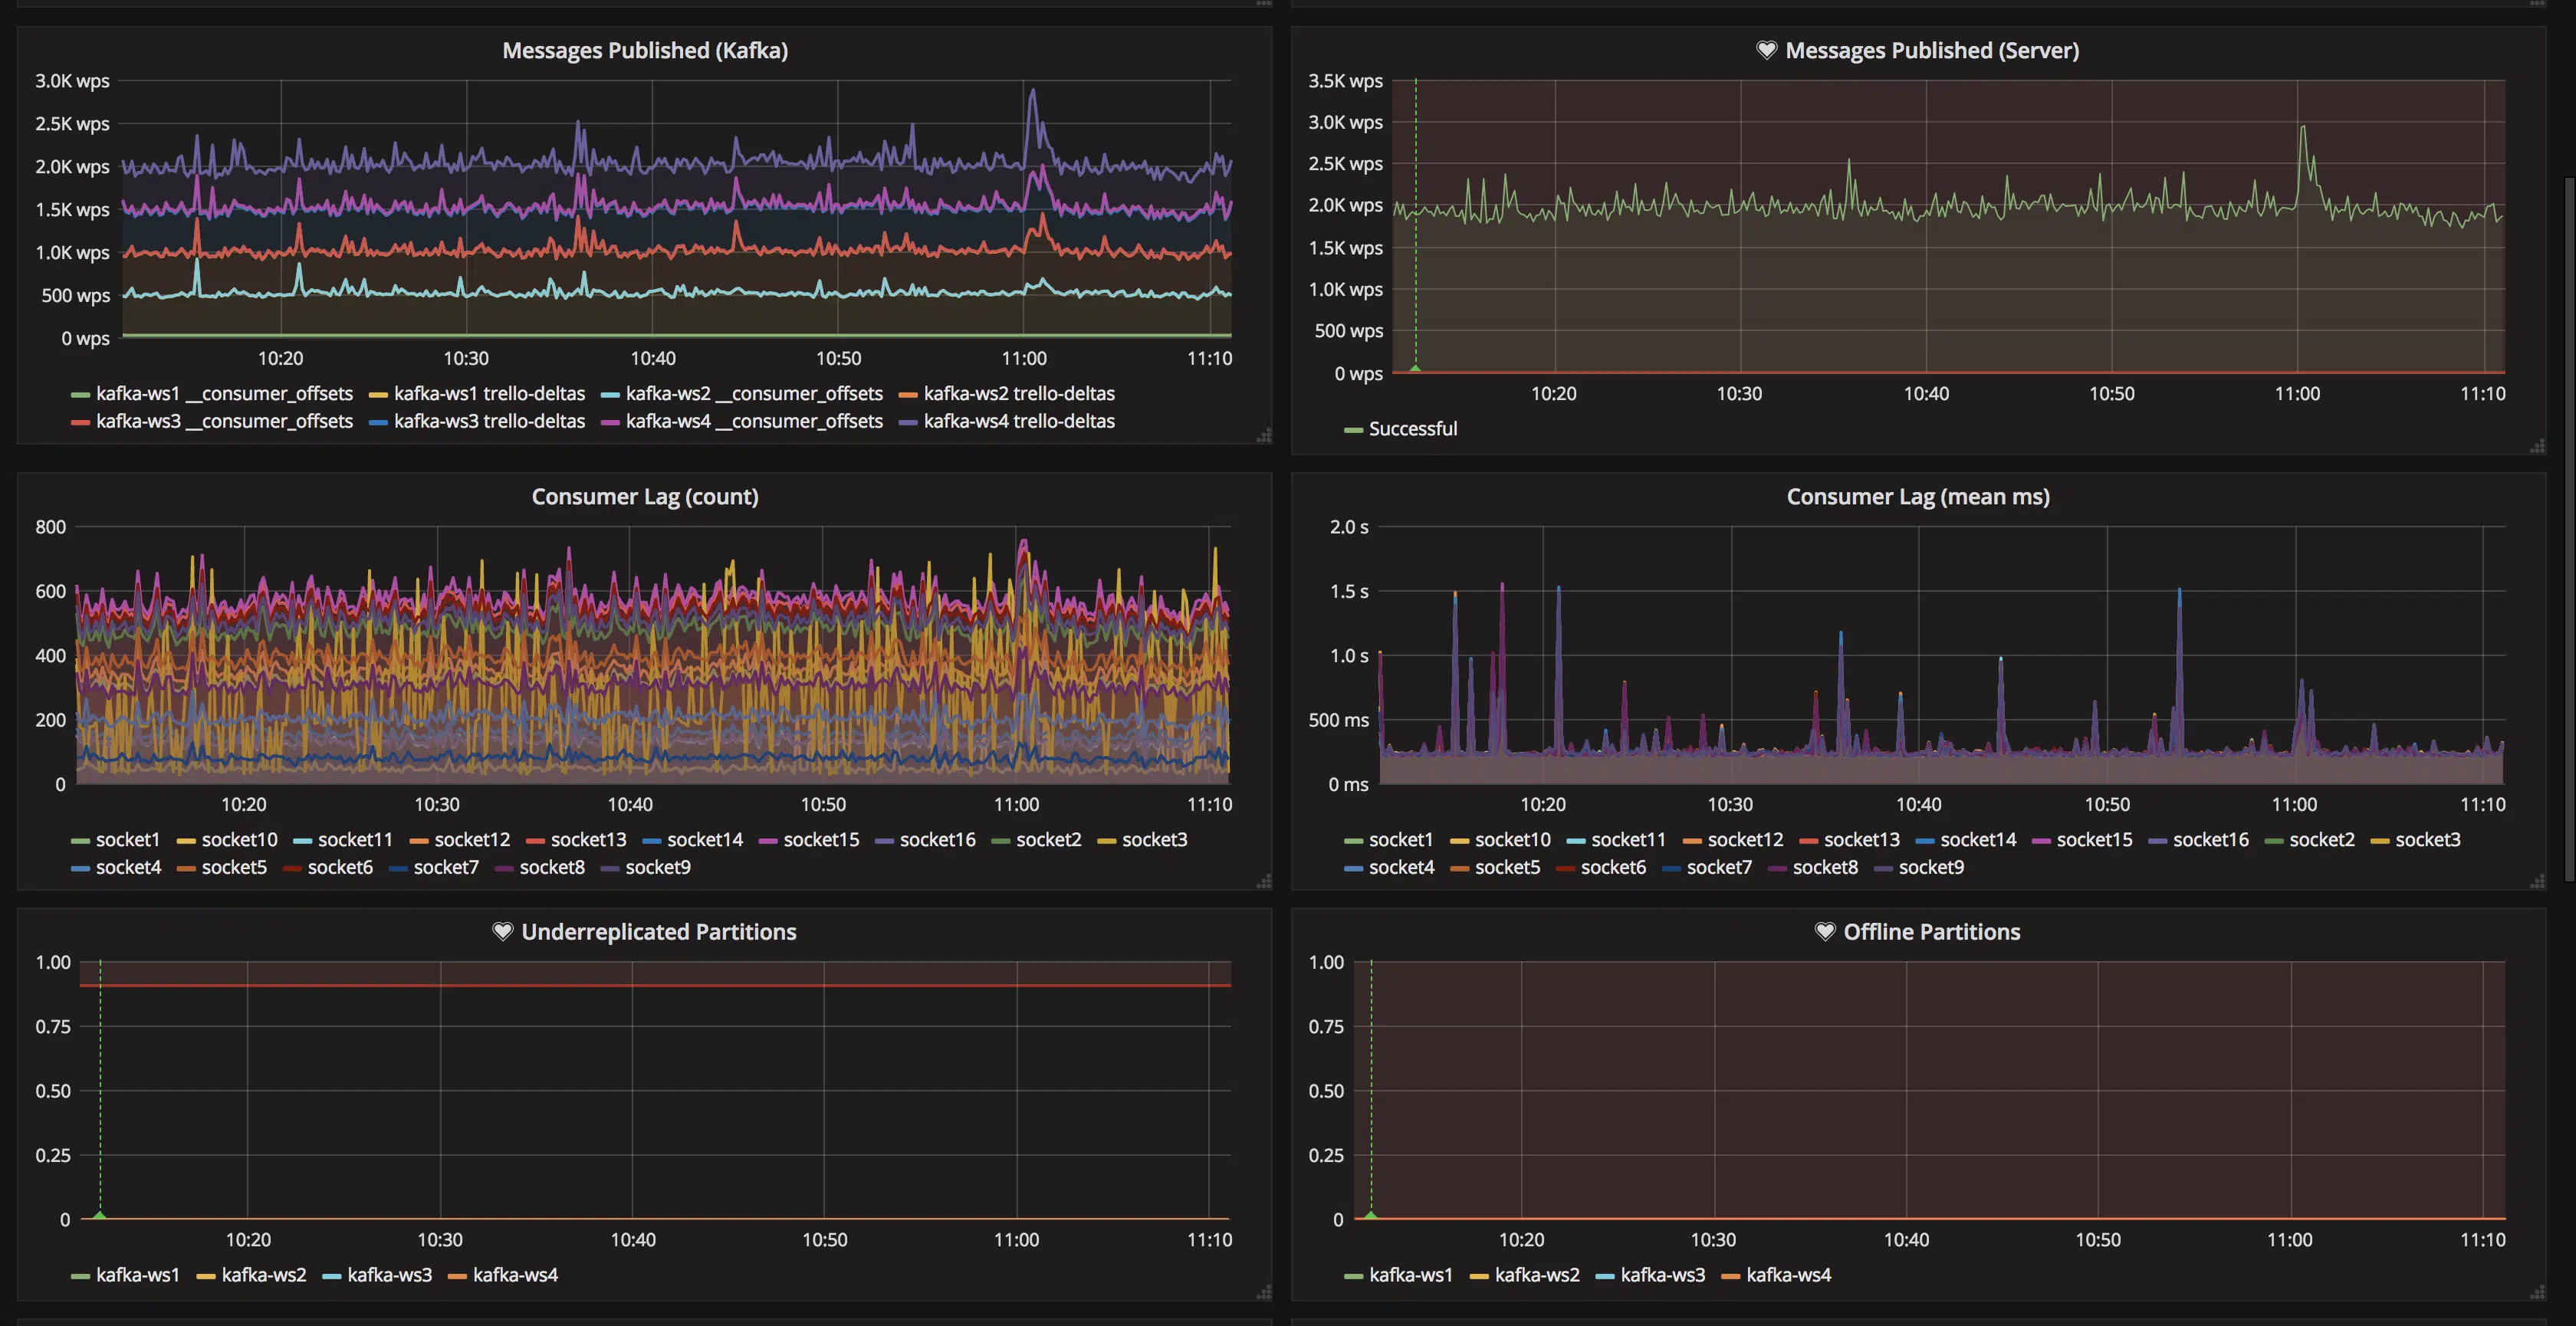 Messages Published (Kafka)
3.0K wps
2.5K wps
2.0K wps
1.5K wps
1.0K wps
500 wps
0 wps
10:20 10:30 10:40 10:50 11:00 11:10
kafka-ws1 __consumer_offsets kafka-ws1 trello-deltas kafka-ws2 __consumer_offsets kafka-ws2 trello-deltas
kafka-ws3 __consumer_offsets kafka-ws3 trello-deltas kafka-ws4 __consumer_offsets kafka-ws4 trello-deltas
Messages Published (Server)
3.5K wps
3.0K wps
2.5K wps
2.0K wps
1.5K wps
1.0K wps
500 wps
0 wps
10:20 10:30 10:40 10:50 11:00 11:10
Successful
Consumer Lag (count)
800
600
400
200
0
10:20 10:30 10:40 10:50 11:00 11:10
socket1 socket10 socket11 socket12 socket13 socket14 socket15 socket16 socket2 socket3
socket4 socket5 socket6 socket7 socket8 socket9
Consumer Lag (mean ms)
2.0 s
1.5 s
1.0 s
500 ms
0 ms
10:20 10:30 10:40 10:50 11:00 11:10
socket1 socket10 socket11 socket12 socket13 socket14 socket15 socket16 socket2 socket3
socket4 socket5 socket6 socket7 socket8 socket9
Underreplicated Partitions
1.00
0.75
0.50
0.25
0
10:20 10:30 10:40 10:50 11:00 11:10
kafka-ws1 kafka-ws2 kafka-ws3 kafka-ws4
Offline Partitions
1.00
0.75
0.50
0.25
0
10:20 10:30 10:40 10:50 11:00 11:10
kafka-ws1 kafka-ws2 kafka-ws3 kafka-ws4